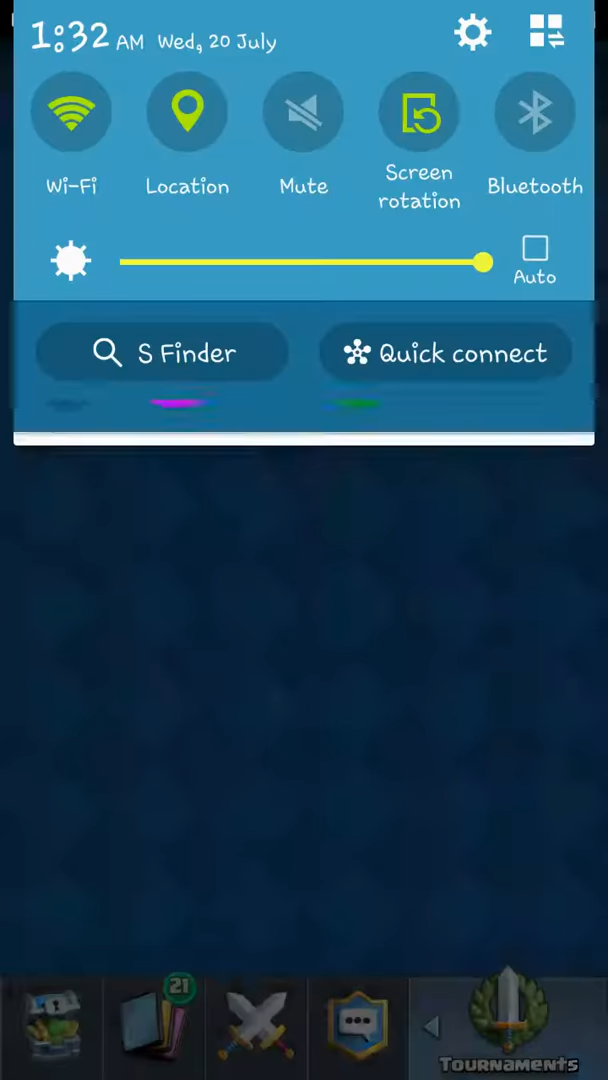 1:32 AM Wed, 20 July
Wi-Fi
Location
Mute
Screen
rotation
Bluetooth
Auto
S Finder
Quick connect
21
Tournaments